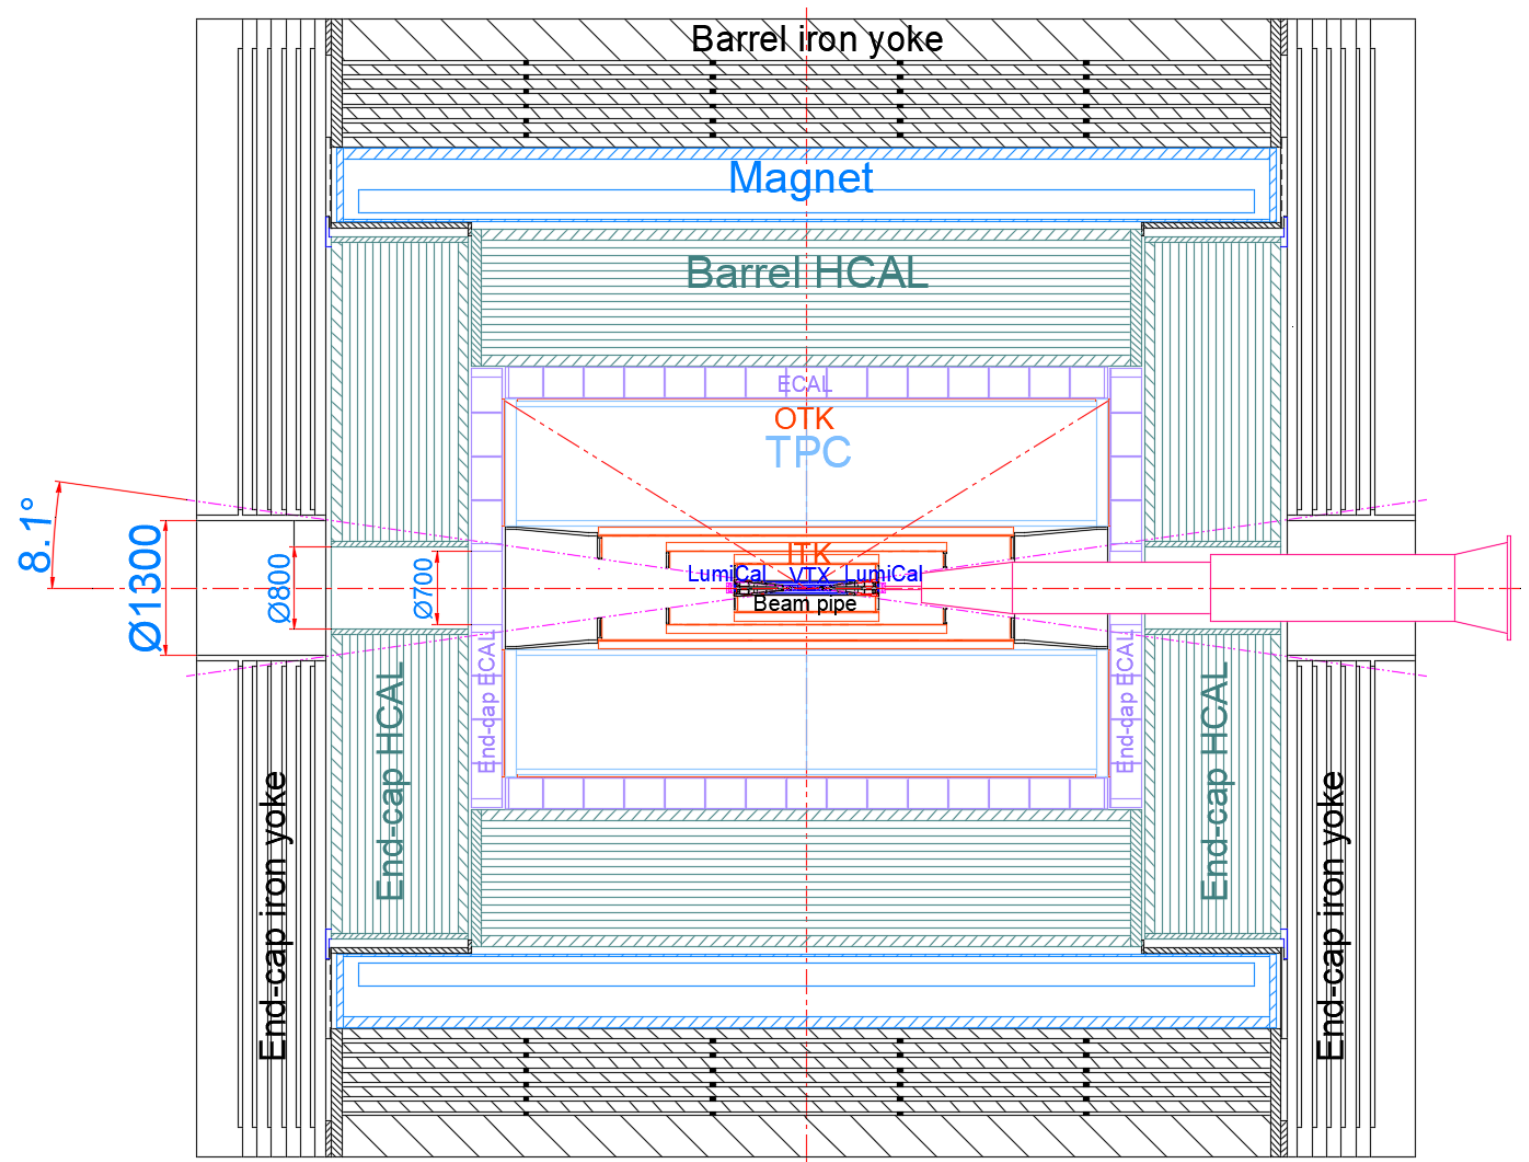 Barrel iron yoke
Magnet
Barrel HCAL
ECAL
OTK
TPC
8.1°
Ø1300
Ø800
Ø700
ITK
LumiCal
VTX
LumiCal
Beam pipe
End-cap iron yoke
End-cap HCAL
End-cap ECAL
End-cap ECAL
End-cap HCAL
End-cap iron yoke